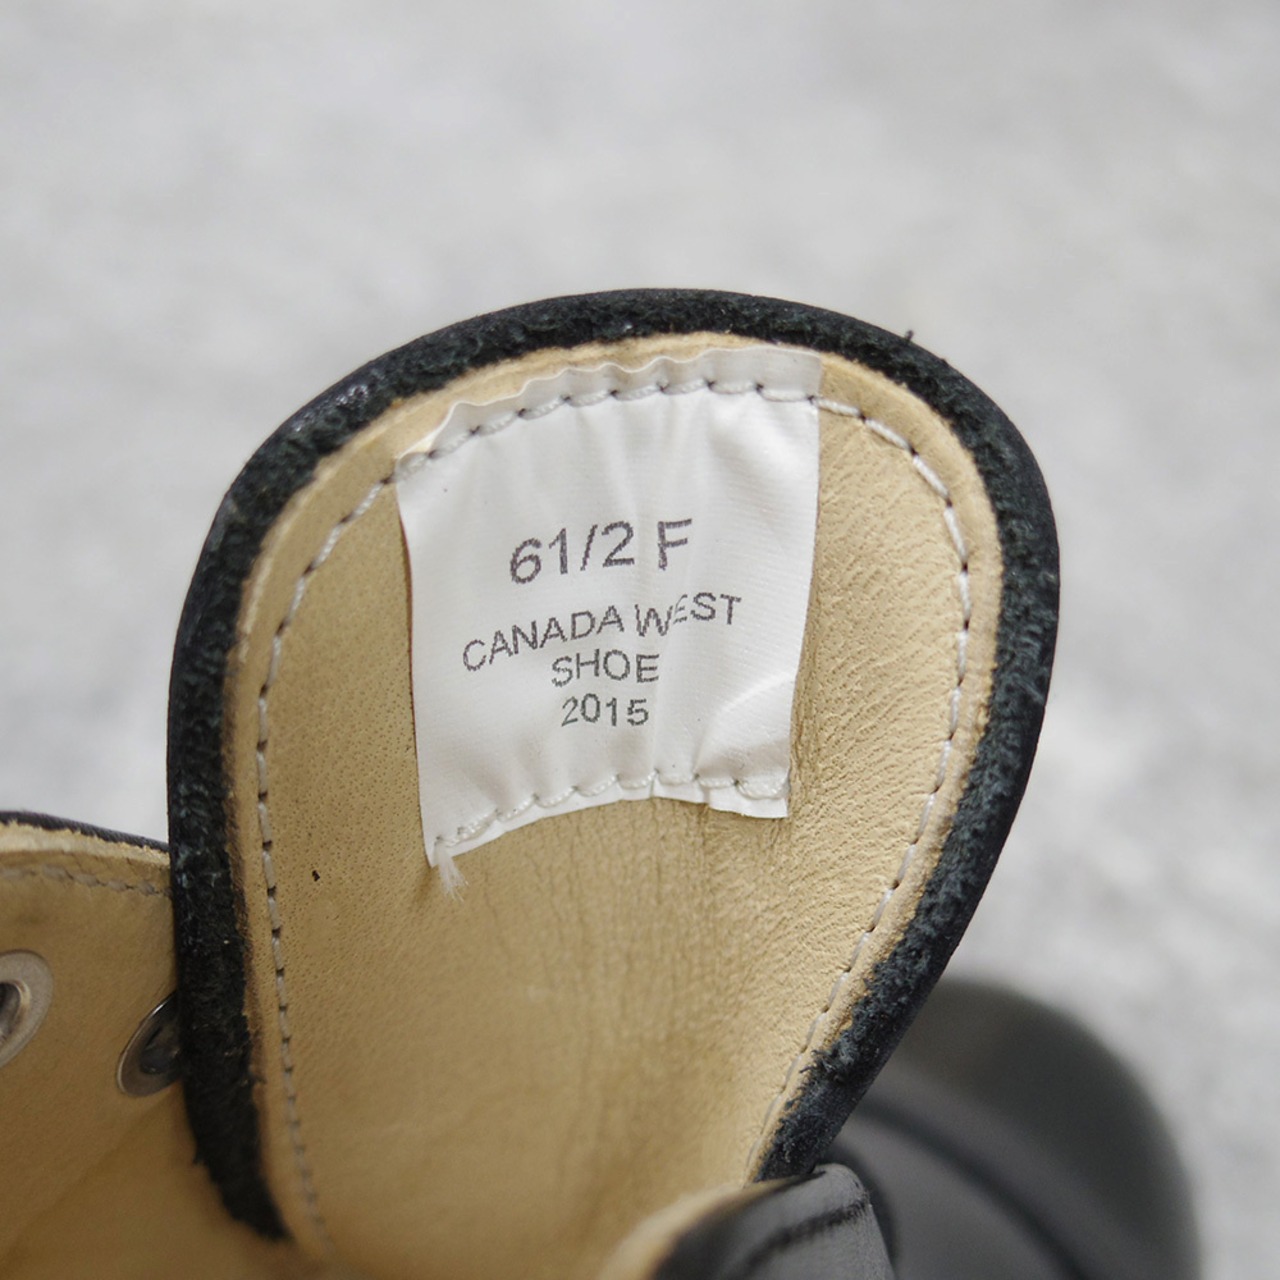 61/2 F
CANADA WEST
SHOE
2015